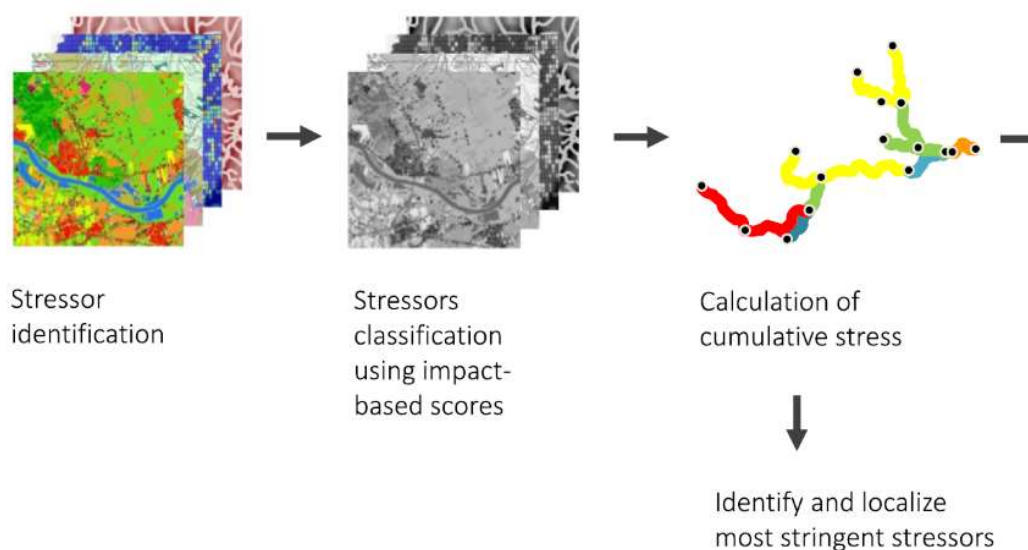 Stressor
identification
Stressors
classification
using impact-
based scores
Calculation of
cumulative stress
Identify and localize
most stringent stressors